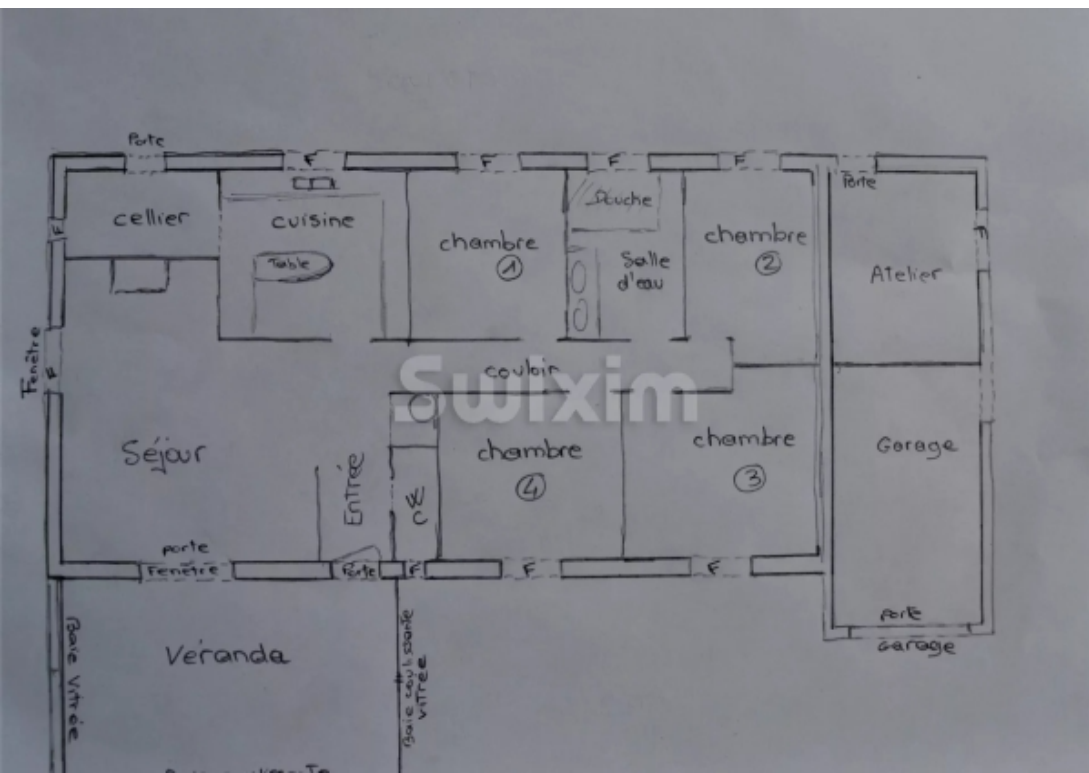 Porte
F
F
F
F
Porte
cellier
F
cuisine
Table
chambre
1
Douche
Salle
d'eau
chambre
2
F
Atelier
Fenêtre
F
couloir
Swixim
Séjour
Entrée
WC
chambre
4
chambre
3
Garage
porte
Fenêtre
Porte
F
F
F
porte
Garage
Véranda
Baie Vitrée
Baie coulissante
vitrée